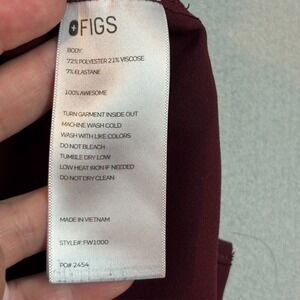 FIGS
BODY:
72% POLYESTER 21% VISCOSE
7% ELASTANE
100% AWESOME
TURN GARMENT INSIDE OUT
MACHINE WASH COLD
WASH WITH LIKE COLORS
DO NOT BLEACH
TUMBLE DRY LOW
LOW HEAT IRON IF NEEDED
DO NOT DRY CLEAN
MADE IN VIETNAM
STYLE#: FW1000
PO# 2454